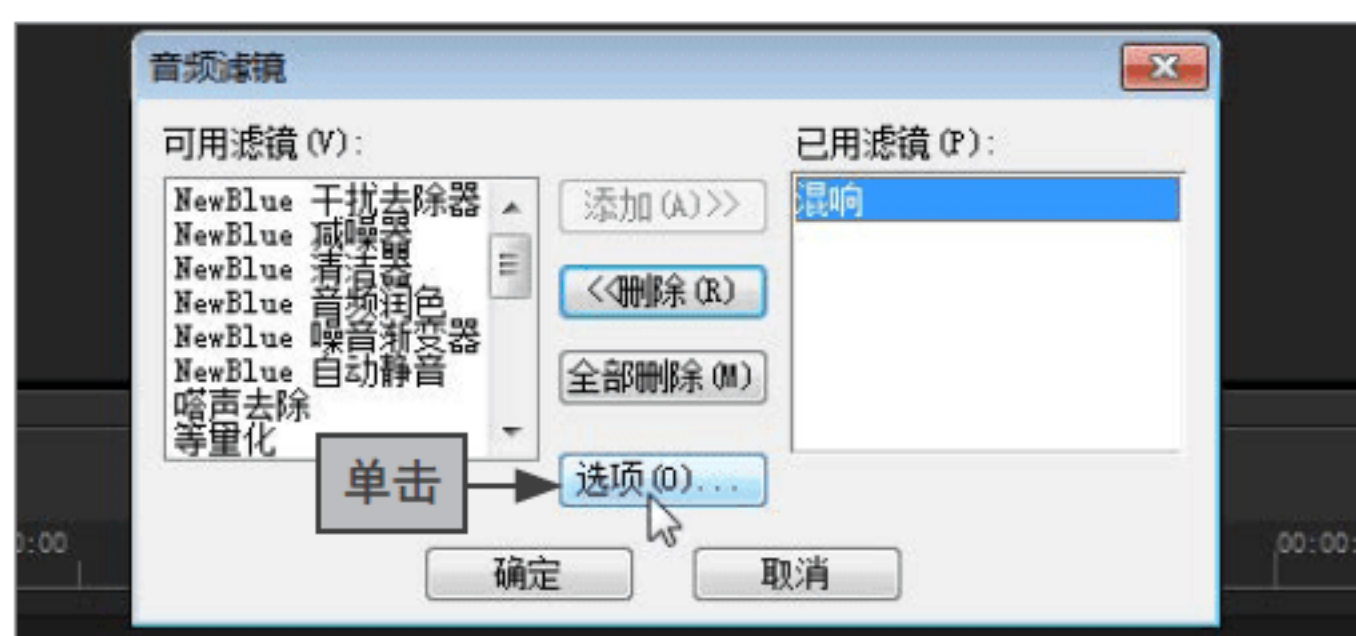 音频滤镜
可用滤镜(V):
已用滤镜(P):
NewBlue 干扰去除器
NewBlue 减噪器
NewBlue 清洁器
NewBlue 音频润色
NewBlue 噪音渐变器
NewBlue 自动静音
嗒声去除
等量化
添加(A)>>
<<删除(R)
全部删除(M)
选项(O)...
混响
单击
确定
取消
0:00
00:00: